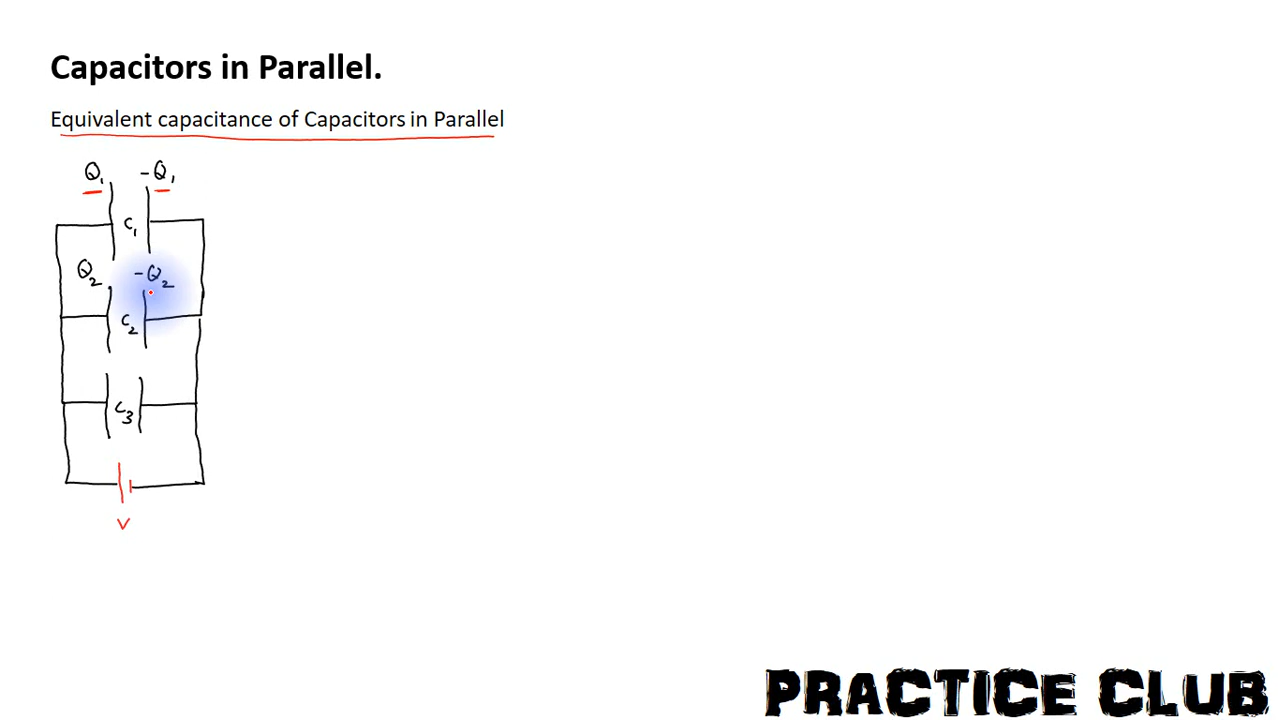 Capacitors in Parallel.
Equivalent capacitance of Capacitors in Parallel
Q₁ -Q₁
C₁
Q₂ -Q₂
C₂
C₃
V
PRACTICE CLUB